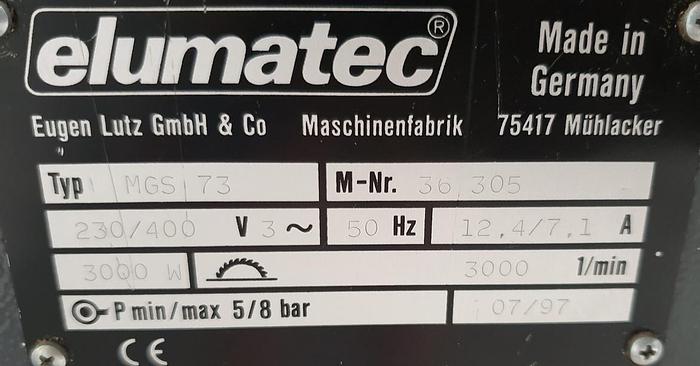 elumatec®
Made in
Germany
Eugen Lutz GmbH & Co Maschinenfabrik 75417 Mühlacker
Typ MGS 73 M-Nr. 36 305
230/400 V 3 ~ 50 Hz 12,4/7,1 A
3000 W 3000 1/min
P min/max 5/8 bar 07/97
CE